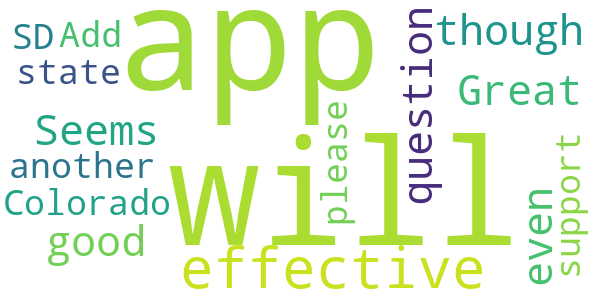 SD
Add
app
though
state
question
Great
Seems
please
another
will
support
Colorado
even
good
effective